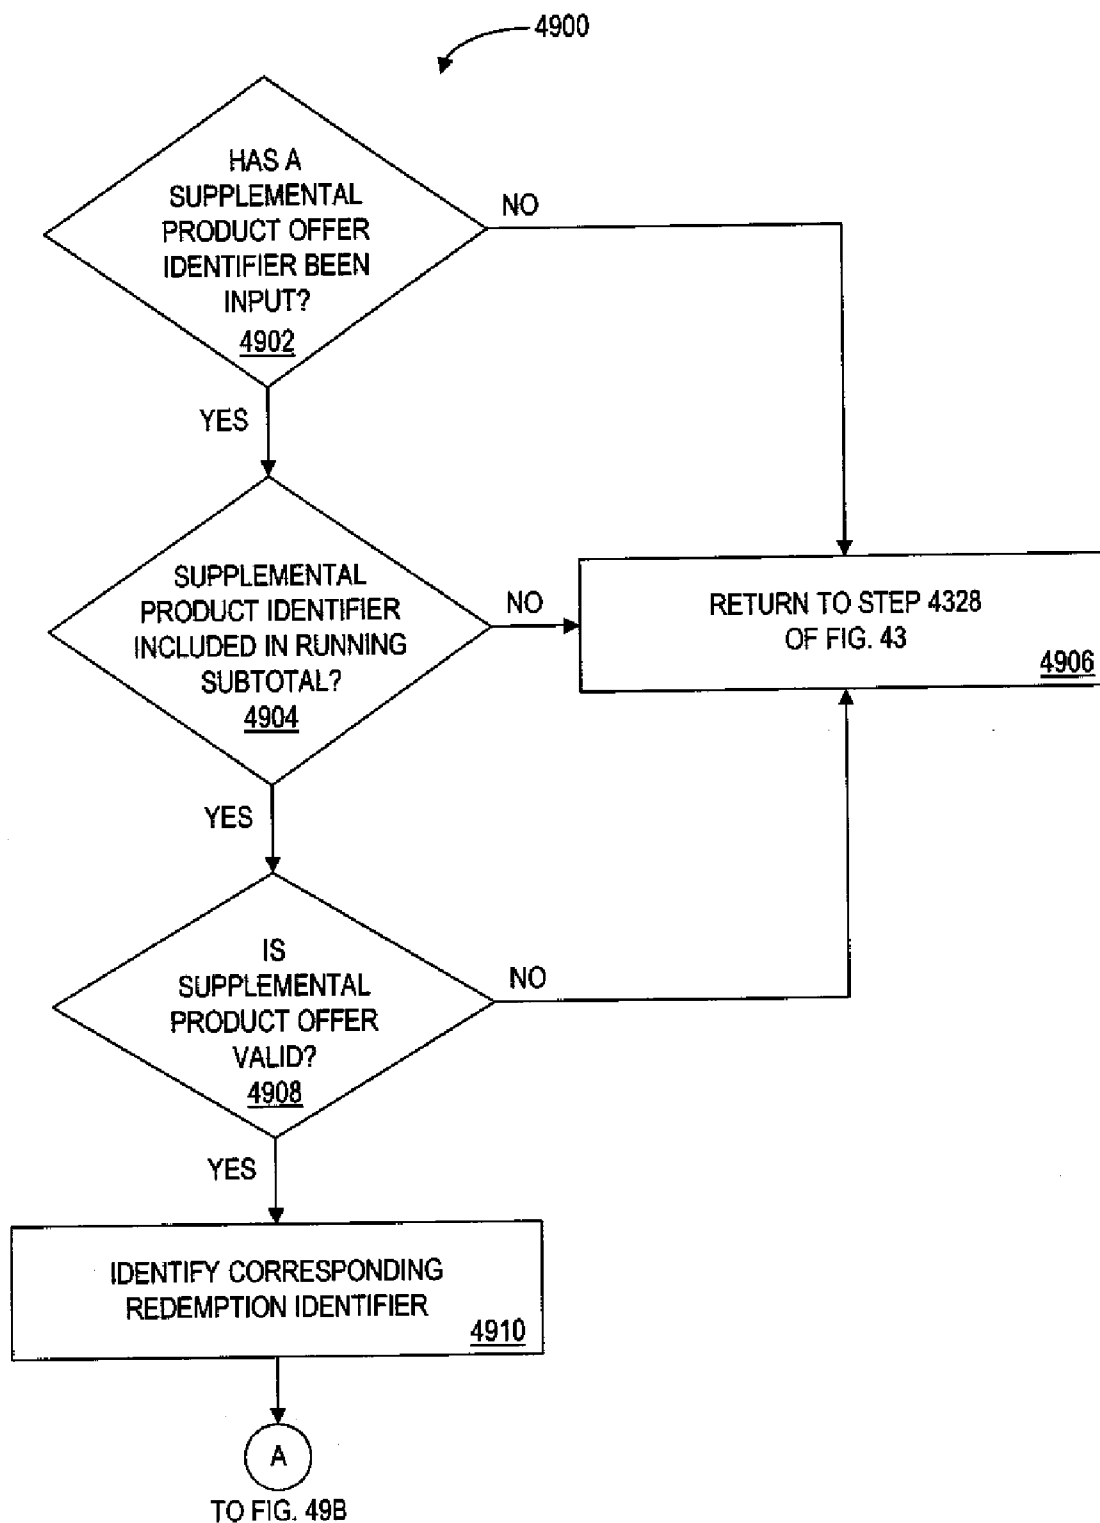 4900
HAS A
SUPPLEMENTAL
PRODUCT OFFER
IDENTIFIER BEEN
INPUT?
4902
NO
YES
SUPPLEMENTAL
PRODUCT IDENTIFIER
INCLUDED IN RUNNING
SUBTOTAL?
4904
NO
RETURN TO STEP 4328
OF FIG. 43
4906
YES
IS
SUPPLEMENTAL
PRODUCT OFFER
VALID?
4908
NO
YES
IDENTIFY CORRESPONDING
REDEMPTION IDENTIFIER
4910
A
TO FIG. 49B